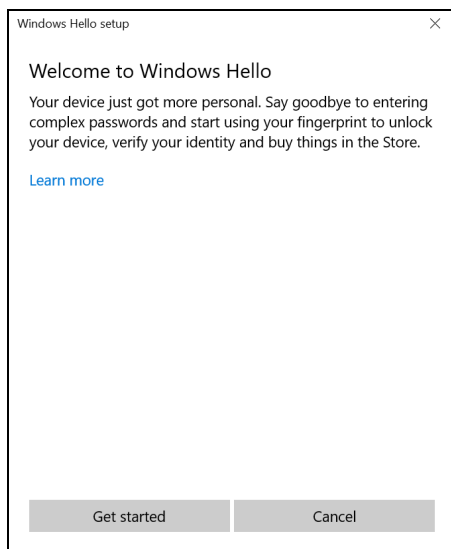 Windows Hello setup
Welcome to Windows Hello
Your device just got more personal. Say goodbye to entering
complex passwords and start using your fingerprint to unlock
your device, verify your identity and buy things in the Store.
Learn more
Get started
Cancel